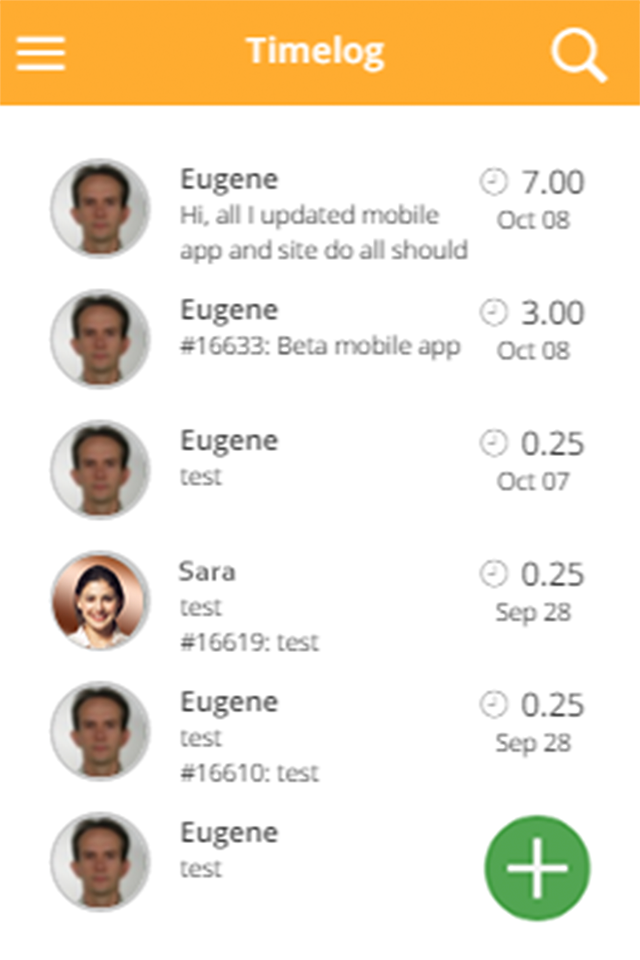 Timelog
Eugene 7.00
Hi, all I updated mobile Oct 08
app and site do all should
Eugene 3.00
#16633: Beta mobile app Oct 08
Eugene 0.25
test Oct 07
Sara 0.25
test Sep 28
#16619: test
Eugene 0.25
test Sep 28
#16610: test
Eugene
test